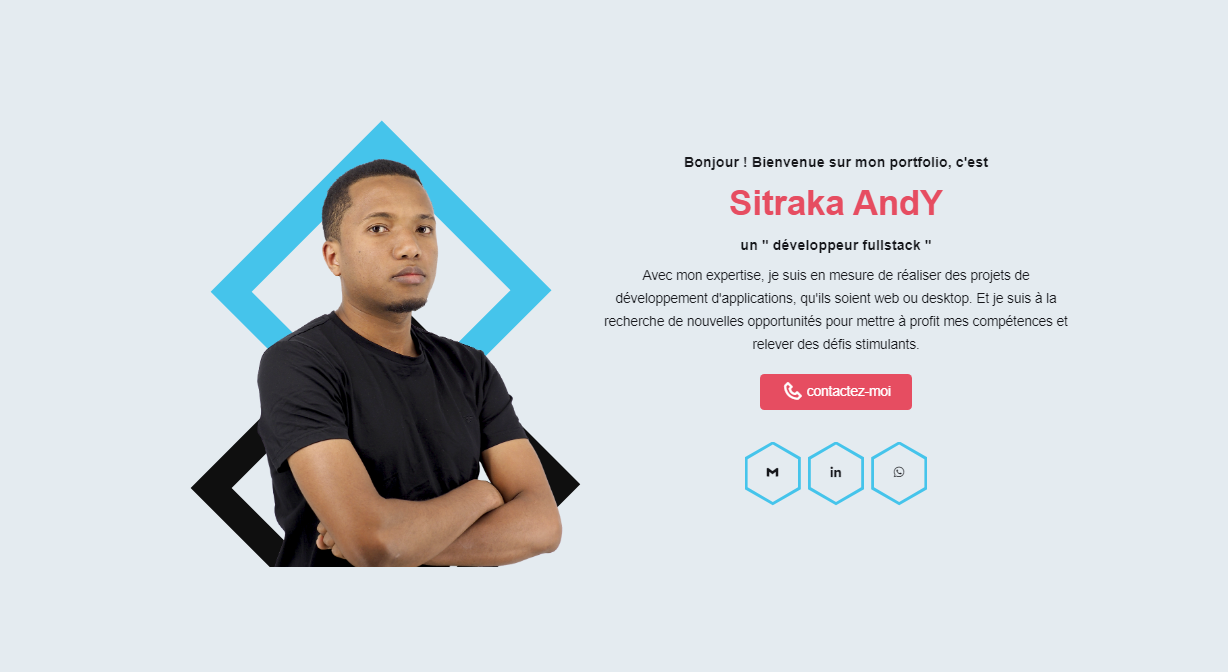 Bonjour ! Bienvenue sur mon portfolio, c'est
Sitraka AndY
un " développeur fullstack "
Avec mon expertise, je suis en mesure de réaliser des projets de
développement d'applications, qu'ils soient web ou desktop. Et je suis à la
recherche de nouvelles opportunités pour mettre à profit mes compétences et
relever des défis stimulants.
contactez-moi
in